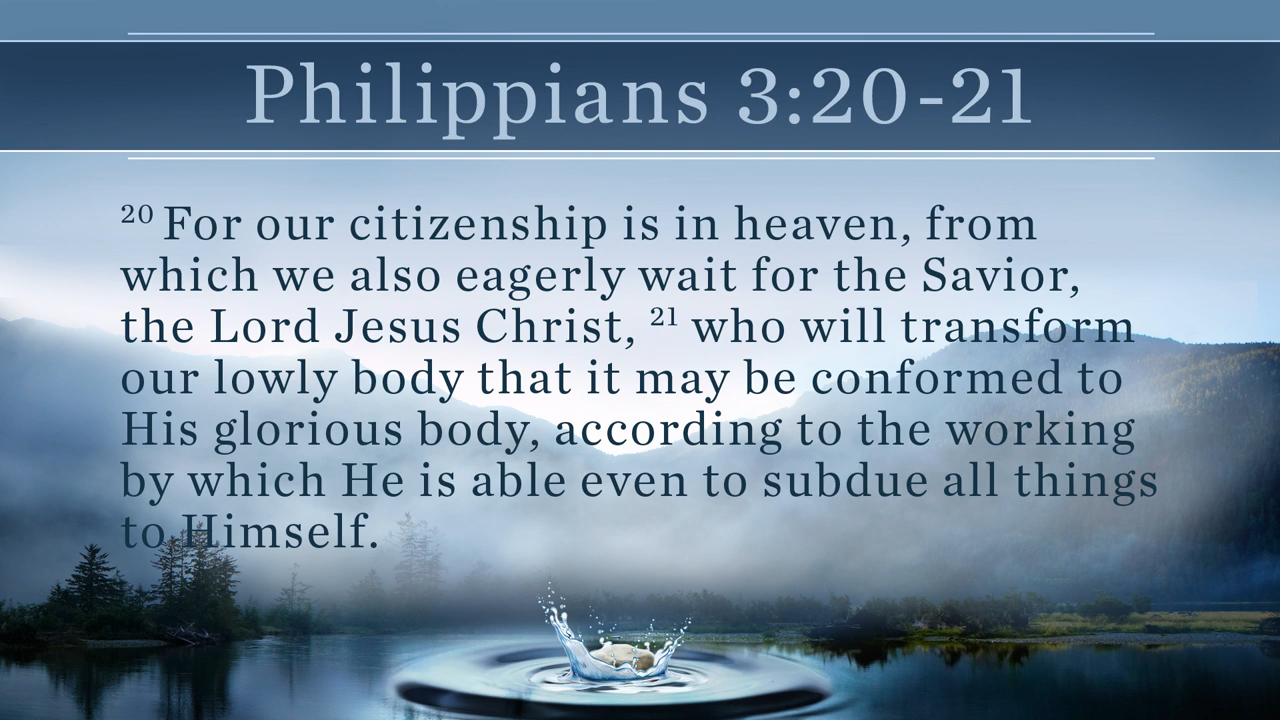 Philippians 3:20-21
20 For our citizenship is in heaven, from
which we also eagerly wait for the Savior,
the Lord Jesus Christ, 21 who will transform
our lowly body that it may be conformed to
His glorious body, according to the working
by which He is able even to subdue all things
to Himself.